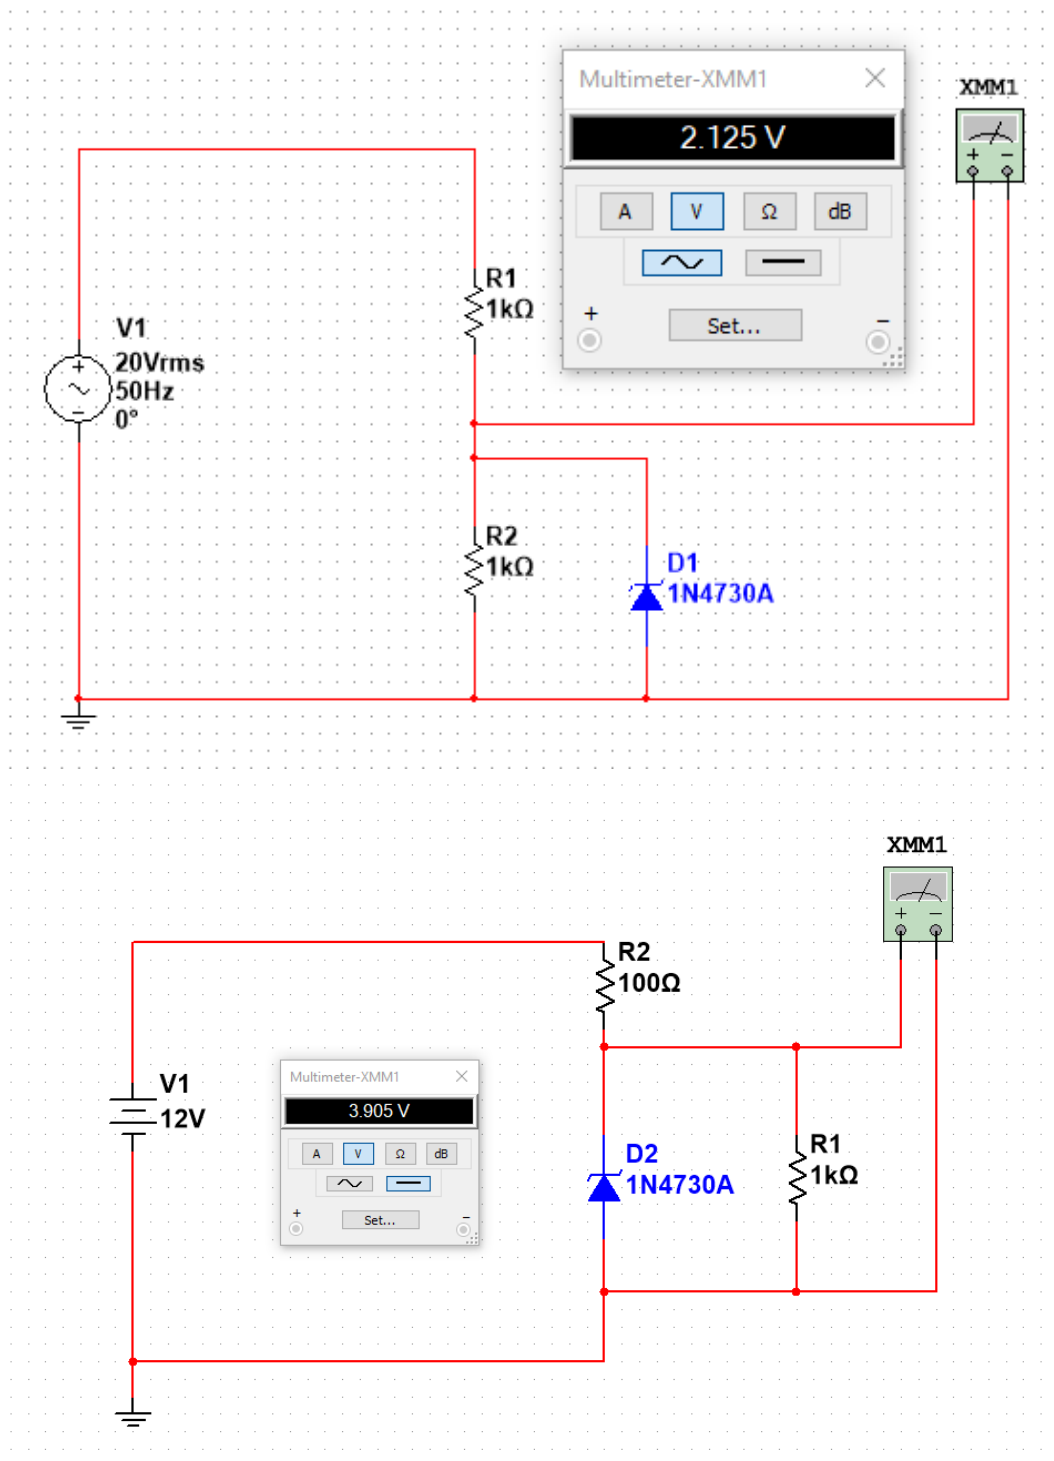 Multimeter-XMM1
2.125 V
A V Ω dB
+ −
Set...
XMM1
+ −
R1
1kΩ
V1
20Vrms
50Hz
0°
+
−
R2
1kΩ
D1
1N4730A
XMM1
+ −
R2
100Ω
V1
12V
Multimeter-XMM1
3.905 V
A V Ω dB
+ −
Set...
D2
1N4730A
R1
1kΩ